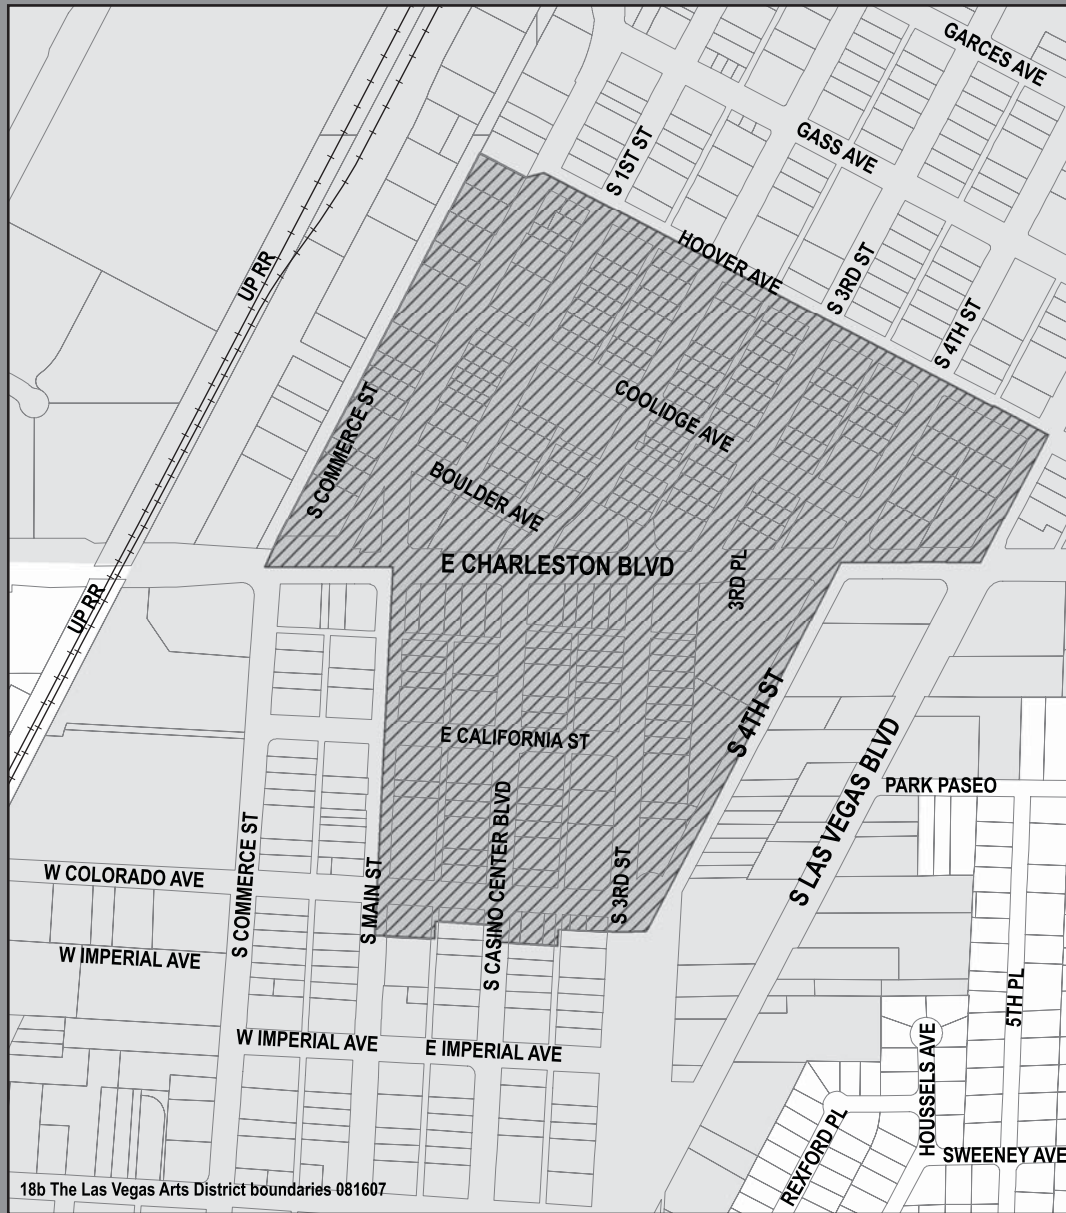 GARCES AVE
GASS AVE
S 1ST ST
HOOVER AVE
S 3RD ST
UP RR
S 4TH ST
COOLIDGE AVE
S COMMERCE ST
BOULDER AVE
E CHARLESTON BLVD
3RD PL
UP RR
S 4TH ST
E CALIFORNIA ST
S LAS VEGAS BLVD
PARK PASEO
S CASINO CENTER BLVD
S COMMERCE ST
W COLORADO AVE
S MAIN ST
S 3RD ST
W IMPERIAL AVE
5TH PL
W IMPERIAL AVE
E IMPERIAL AVE
HOUSSELS AVE
REXFORD PL
SWEENEY AVE
18b The Las Vegas Arts District boundaries 081607